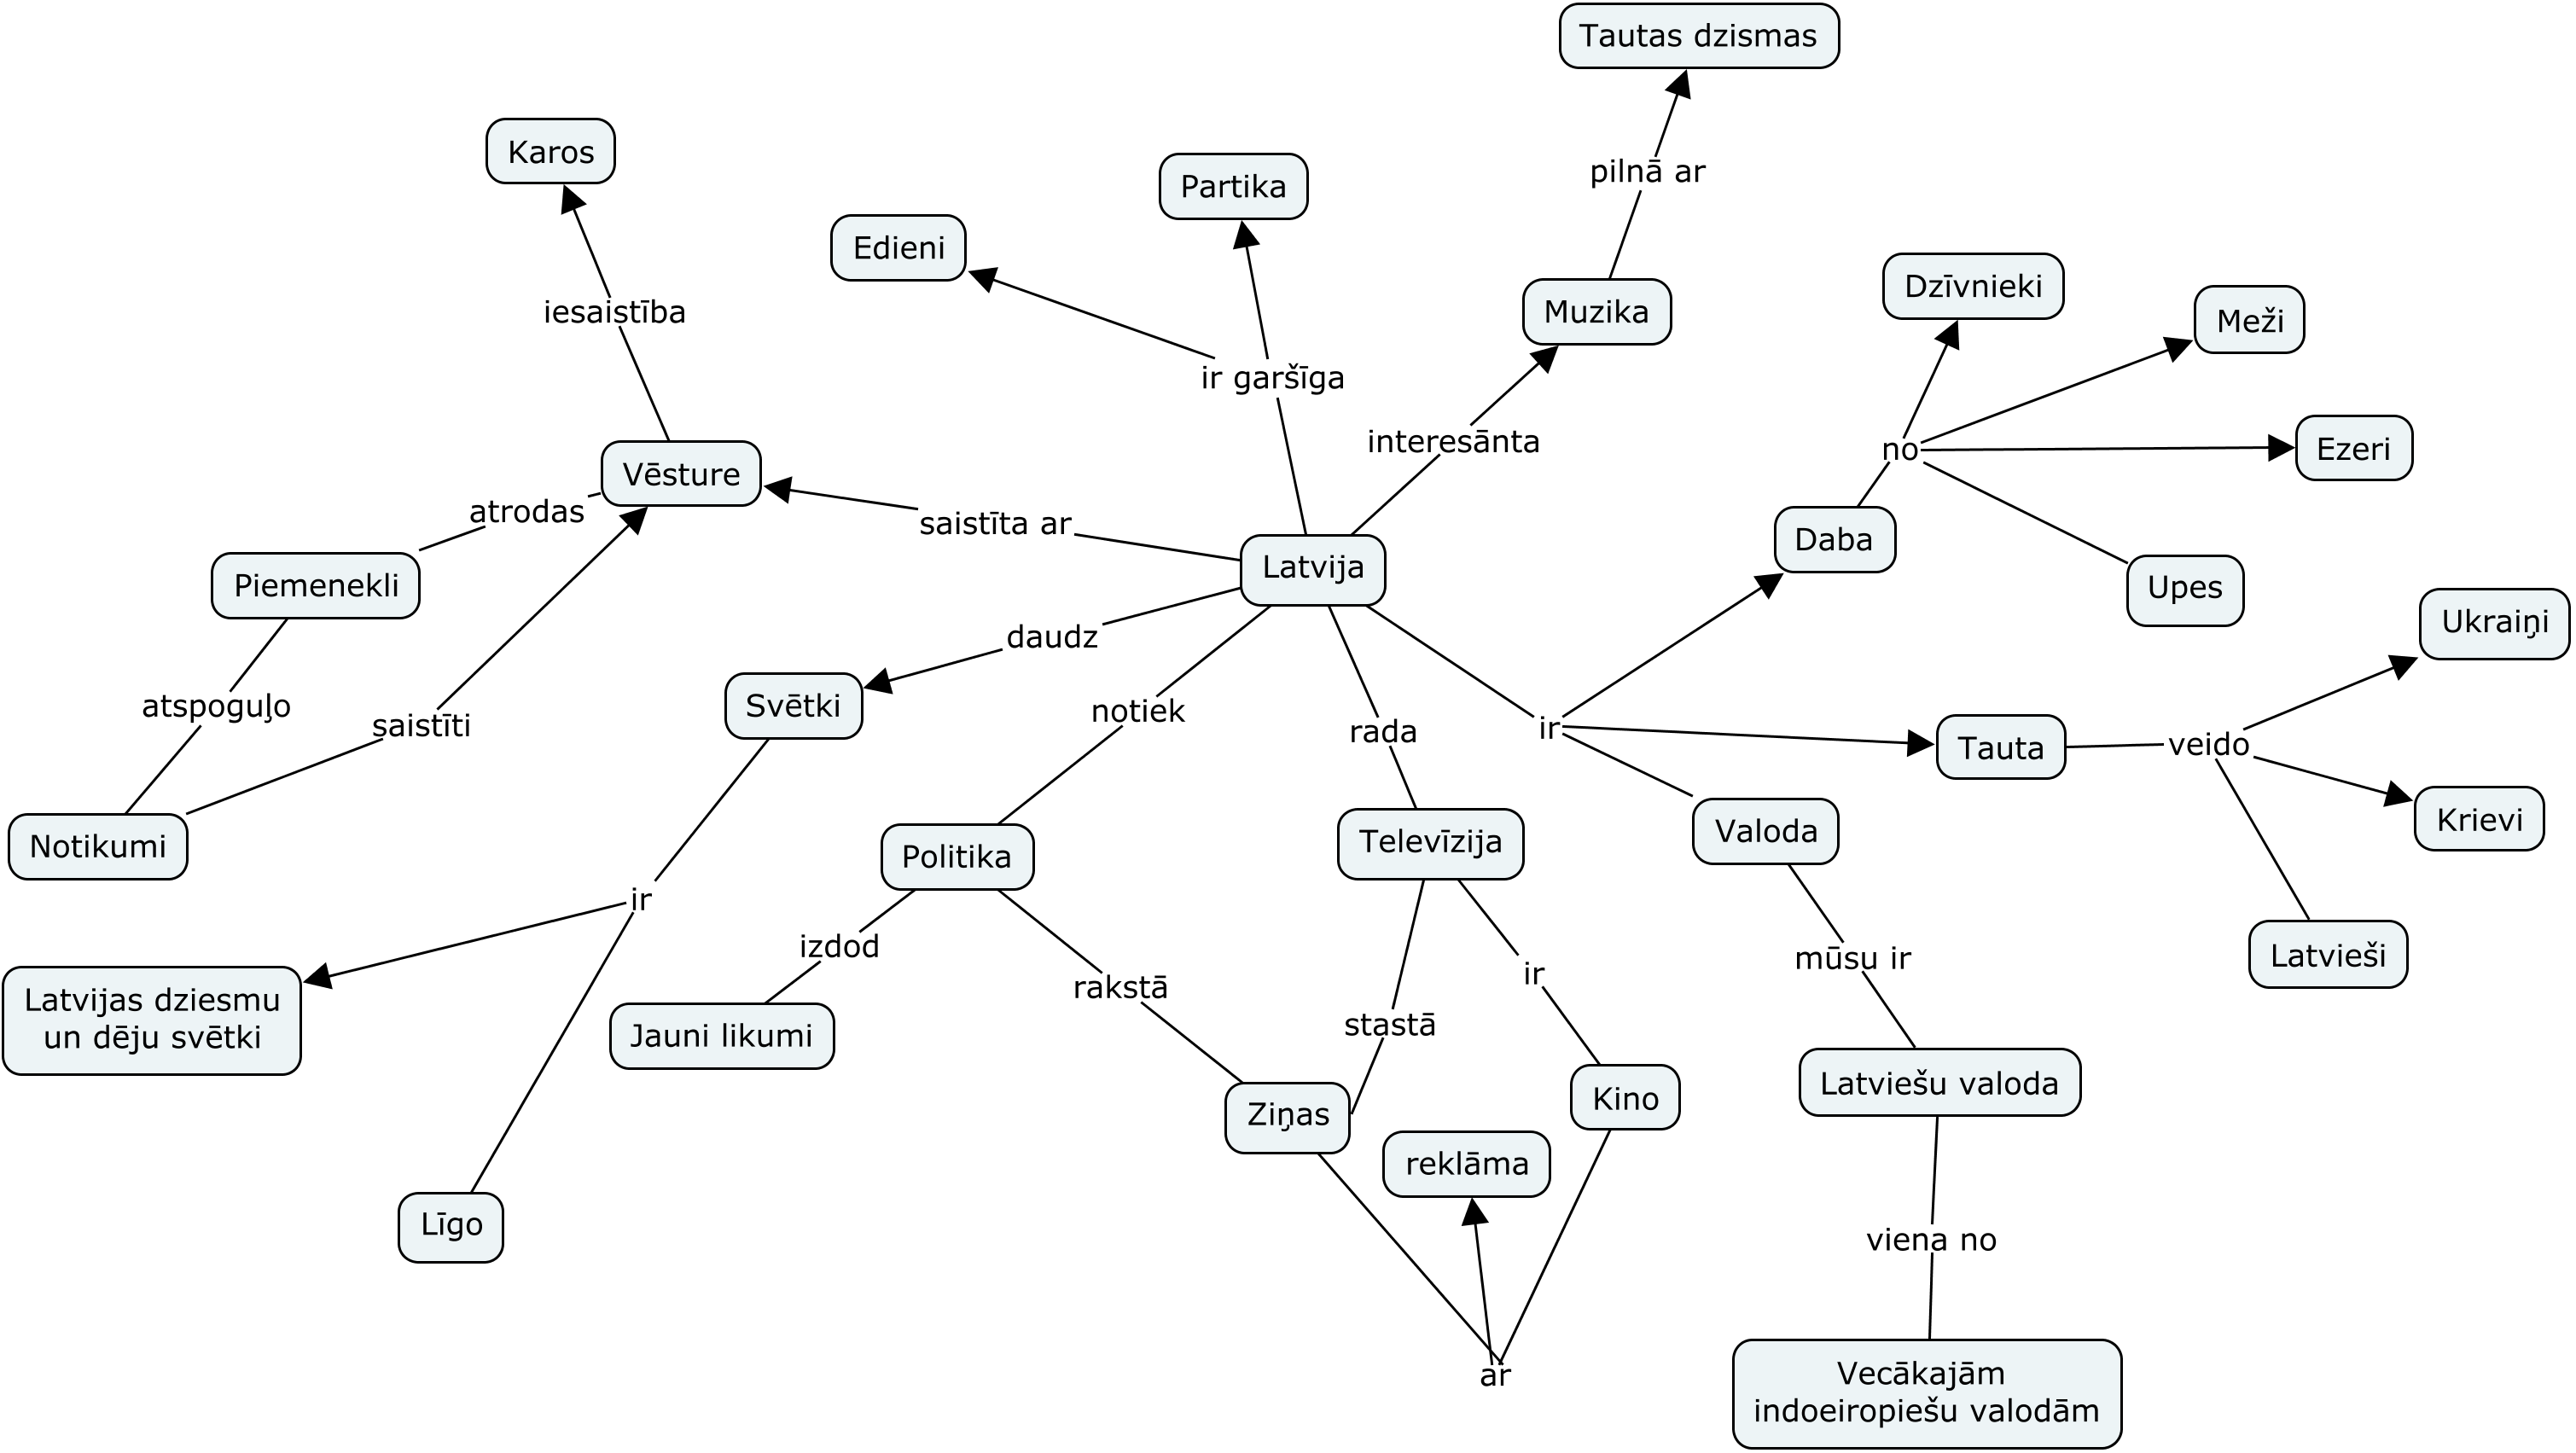 Tautas dzismas
Karos
Partika
pilnā ar
Edieni
Dzīvnieki
Meži
iesaistība
Muzika
ir garšīga
interesānta
no
Ezeri
Vēsture
atrodas
saistīta ar
Daba
Latvija
Piemenekli
Upes
Ukraiņi
daudz
Svētki
atspoguļo
notiek
saistīti
rada
ir
Tauta
veido
Notikumi
Politika
Televīzija
Valoda
Krievi
ir
izdod
mūsu ir
Latvieši
rakstā
ir
Latvijas dziesmu
un dēju svētki
Jauni likumi
stastā
Latviešu valoda
Ziņas
Kino
reklāma
Līgo
viena no
ar
Vecākajām
indoeiropiešu valodām